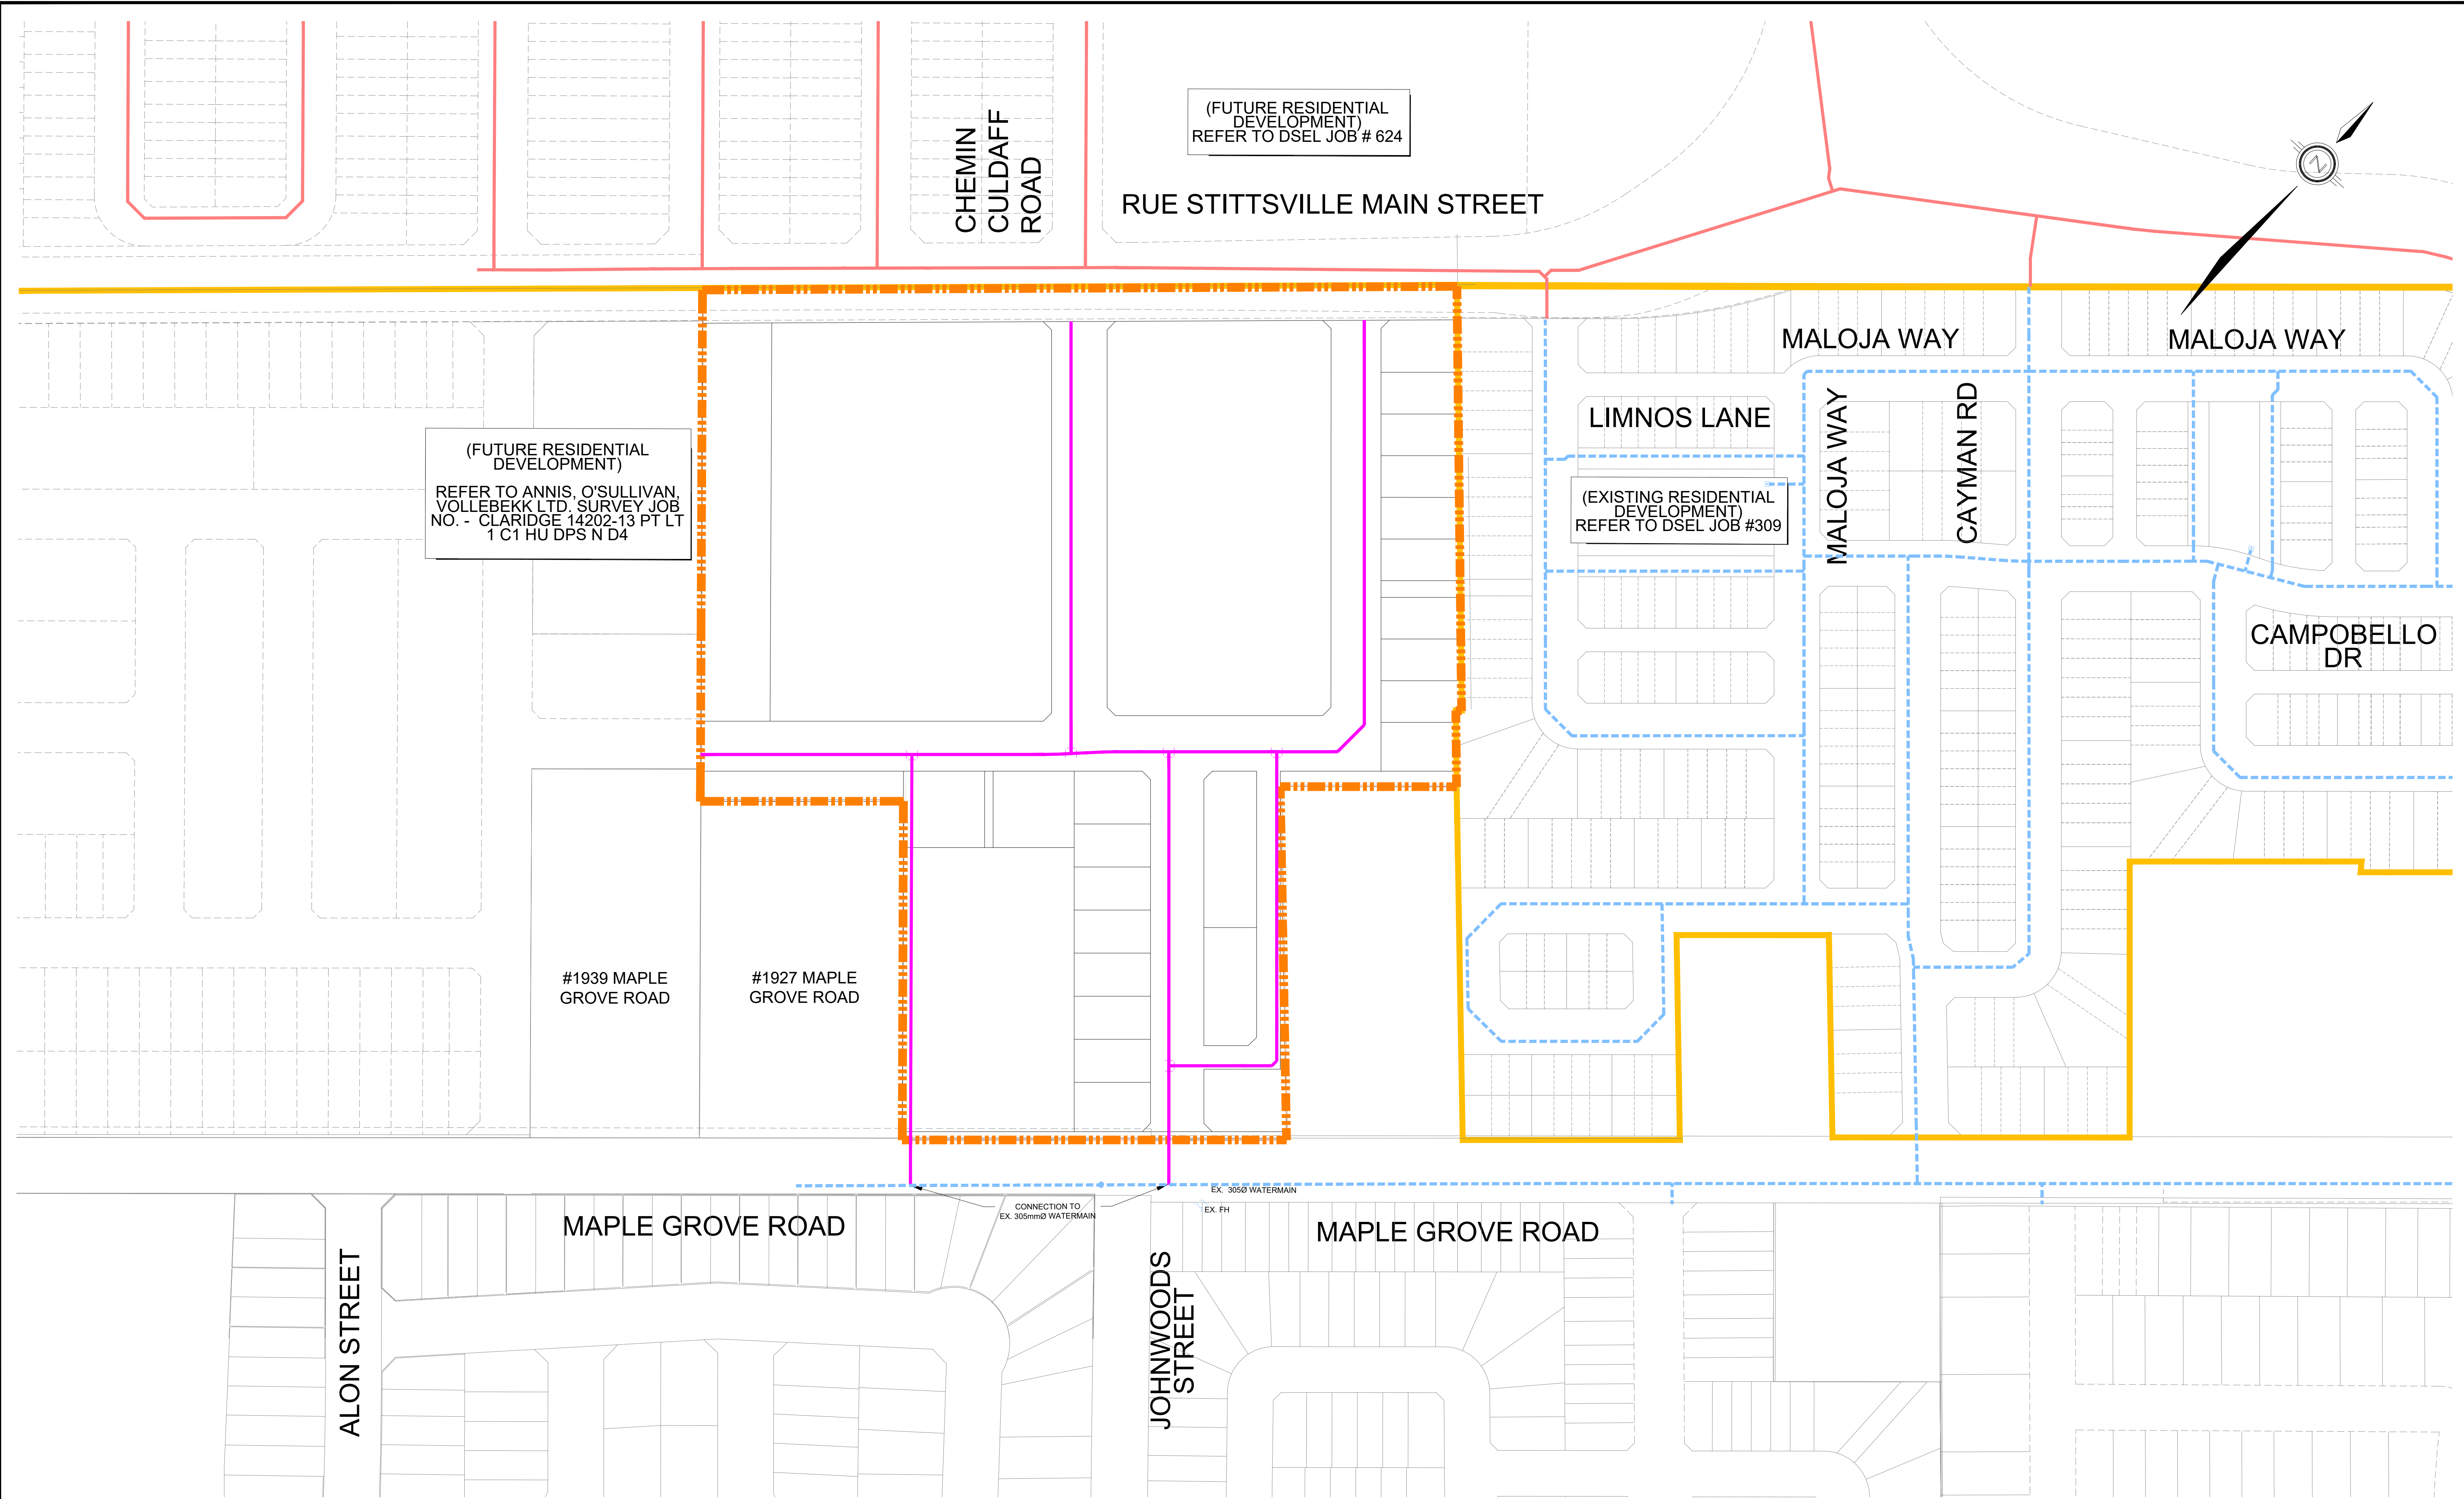 (FUTURE RESIDENTIAL
DEVELOPMENT)
REFER TO DSEL JOB # 624
CHEMIN
CULDAFF
ROAD
RUE STITTSVILLE MAIN STREET
Z
MALOJA WAY
MALOJA WAY
LIMNOS LANE
MALOJA WAY
CAYMAN RD
(FUTURE RESIDENTIAL
DEVELOPMENT)
REFER TO ANNIS, O'SULLIVAN,
VOLLEBEKK LTD. SURVEY JOB
NO. - CLARIDGE 14202-13 PT LT
1 C1 HU DPS N D4
(EXISTING RESIDENTIAL
DEVELOPMENT)
REFER TO DSEL JOB #309
CAMPOBELLO
DR
#1939 MAPLE
GROVE ROAD
#1927 MAPLE
GROVE ROAD
EX. 305Ø WATERMAIN
CONNECTION TO
EX. 305mmØ WATERMAIN
EX. FH
MAPLE GROVE ROAD
MAPLE GROVE ROAD
ALON STREET
JOHNWOODS
STREET